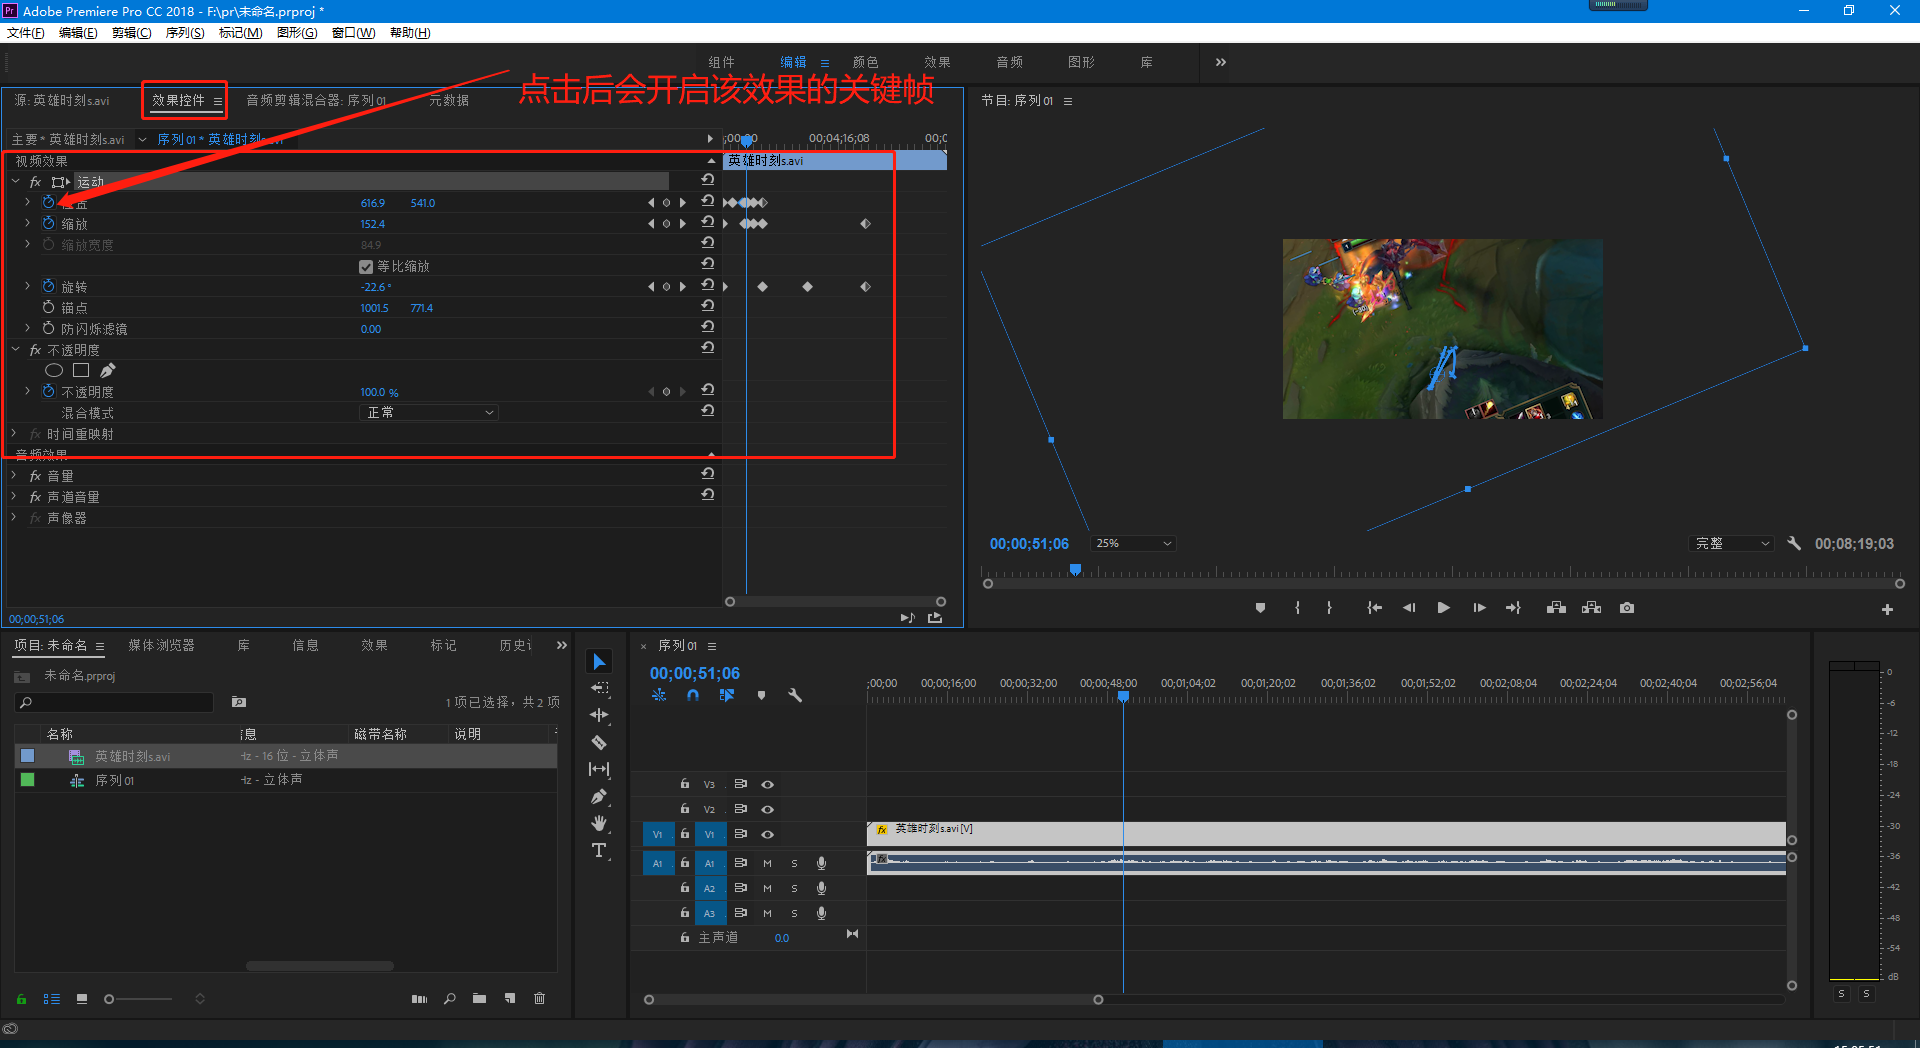 Pr Adobe Premiere Pro CC 2018 - F:\pr\未命名.prproj *
文件(F) 编辑(E) 剪辑(C) 序列(S) 标记(M) 图形(G) 窗口(W) 帮助(H)
组件 编辑 颜色 效果 音频 图形 库
点击后会开启该效果的关键帧
源: 英雄时刻s.avi 效果控件 音频剪辑混合器: 序列 01 元数据
主要 * 英雄时刻s.avi 序列 01 * 英雄时刻s.avi
;00;00 00;04;16;08 00;0
视频效果
英雄时刻s.avi
fx 运动
位置 616.9 541.0
缩放 152.4
缩放宽度 84.9
等比缩放
旋转 -22.6 °
锚点 1001.5 771.4
防闪烁滤镜 0.00
fx 不透明度
不透明度 100.0 %
混合模式 正常
fx 时间重映射
音频效果
fx 音量
fx 声道音量
fx 声像器
00;00;51;06
节目: 序列 01
00;00;51;06 25% 完整 00;08;19;03
项目: 未命名 媒体浏览器 库 信息 效果 标记 历史记
未命名.prproj
1 项已选择，共 2 项
名称 信息 磁带名称 说明
英雄时刻s.avi Hz - 16 位 - 立体声
序列 01 Hz - 立体声
× 序列 01
00;00;51;06
;00;00 00;00;16;00 00;00;32;00 00;00;48;00 00;01;04;02 00;01;20;02 00;01;36;02 00;01;52;02 00;02;08;04 00;02;24;04 00;02;40;04 00;02;56;04
V3
V2
V1 V1 fx 英雄时刻s.avi [V]
A1 A1 M S fx
A2 M S
A3 M S
主声道 0.0
0
-6
-12
-18
-24
-30
-36
-42
-48
-54
dB
S S